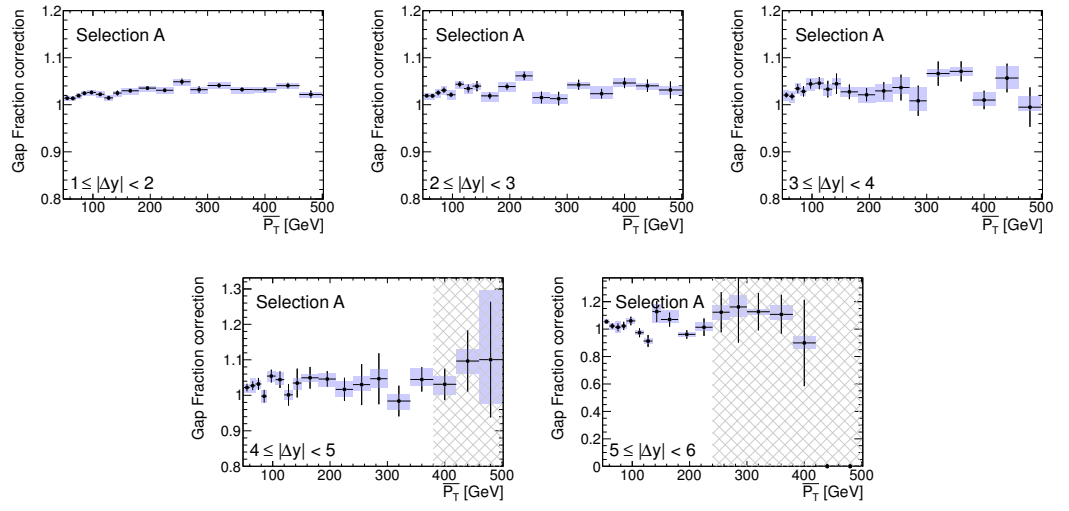 Gap Fraction correction
1.2
1.1
1
0.9
0.8
Selection A
1 ≤ |Δy| < 2
100 200 300 400 500
P̅_T [GeV]
Gap Fraction correction
1.2
1.1
1
0.9
0.8
Selection A
2 ≤ |Δy| < 3
100 200 300 400 500
P̅_T [GeV]
Gap Fraction correction
1.2
1.1
1
0.9
0.8
Selection A
3 ≤ |Δy| < 4
100 200 300 400 500
P̅_T [GeV]
Gap Fraction correction
1.3
1.2
1.1
1
0.9
0.8
Selection A
4 ≤ |Δy| < 5
100 200 300 400 500
P̅_T [GeV]
Gap Fraction correction
1.2
1
0.8
0.6
0.4
0.2
0
Selection A
5 ≤ |Δy| < 6
100 200 300 400 500
P̅_T [GeV]